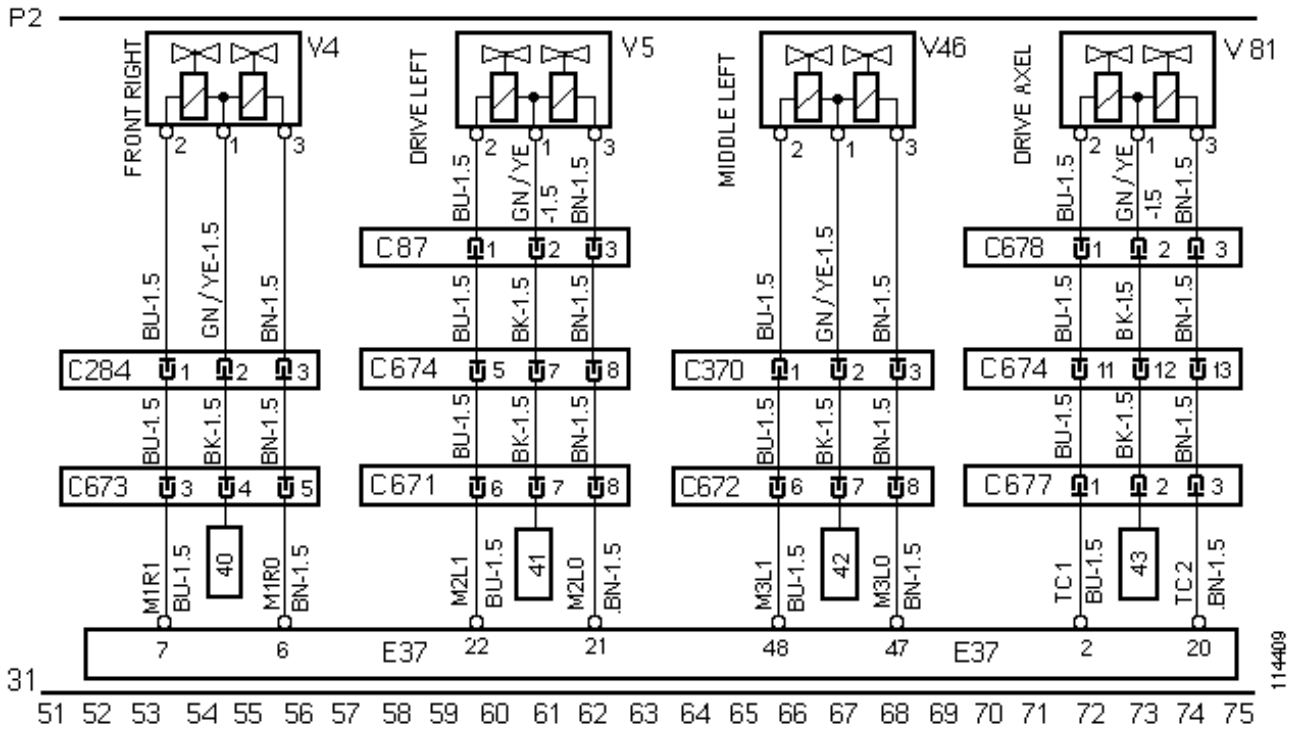 P2
FRONT RIGHT V4 DRIVE LEFT V5 MIDDLE LEFT V46 DRIVE AXEL V 81
2 1 3 2 1 3 2 1 3 2 1 3
BU-1.5 GN/YE-1.5 BN-1.5 BU-1.5 GN/YE-1.5 BN-1.5
C87 1 2 3 C678 1 2 3
BU-1.5 GN/YE-1.5 BN-1.5 BU-1.5 BK-1.5 BN-1.5 BU-1.5 GN/YE-1.5 BN-1.5 BU-1.5 BK-1.5 BN-1.5
C284 1 2 3 C674 5 7 8 C370 1 2 3 C674 11 12 13
BU-1.5 BK-1.5 BN-1.5 BU-1.5 BK-1.5 BN-1.5 BU-1.5 BK-1.5 BN-1.5 BU-1.5 BK-1.5 BN-1.5
C673 3 4 5 C671 6 7 8 C672 6 7 8 C677 1 2 3
M1R1 BU-1.5 40 M1R0 BN-1.5 M2L1 BU-1.5 41 M2L0 .BN-1.5 M3L1 BU-1.5 42 M3L0 BN-1.5 TC1 BU-1.5 43 TC2 .BN-1.5
7 6 E37 22 21 48 47 E37 2 20
114409
31
51 52 53 54 55 56 57 58 59 60 61 62 63 64 65 66 67 68 69 70 71 72 73 74 75